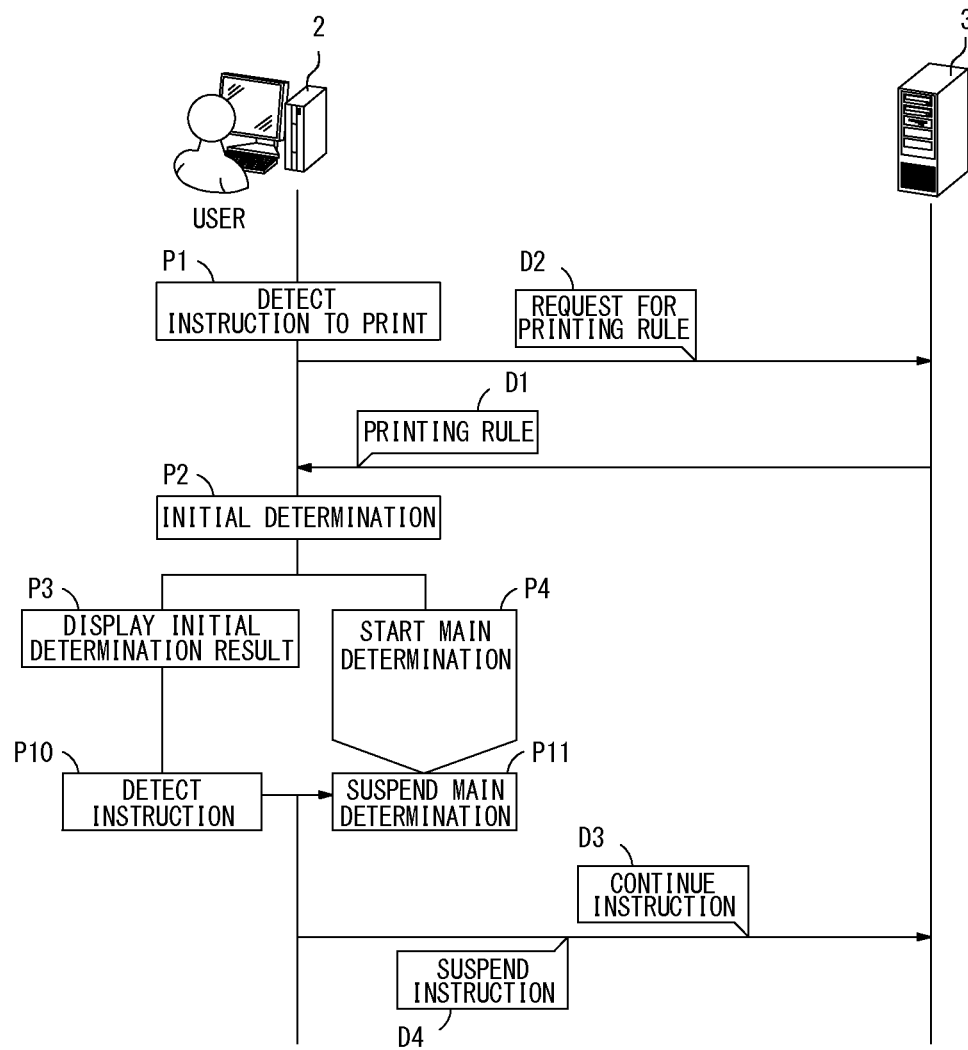 2
3
USER
P1
DETECT
INSTRUCTION TO PRINT
D2
REQUEST FOR
PRINTING RULE
D1
PRINTING RULE
P2
INITIAL DETERMINATION
P3
DISPLAY INITIAL
DETERMINATION RESULT
P4
START MAIN
DETERMINATION
P10
DETECT
INSTRUCTION
P11
SUSPEND MAIN
DETERMINATION
D3
CONTINUE
INSTRUCTION
SUSPEND
INSTRUCTION
D4